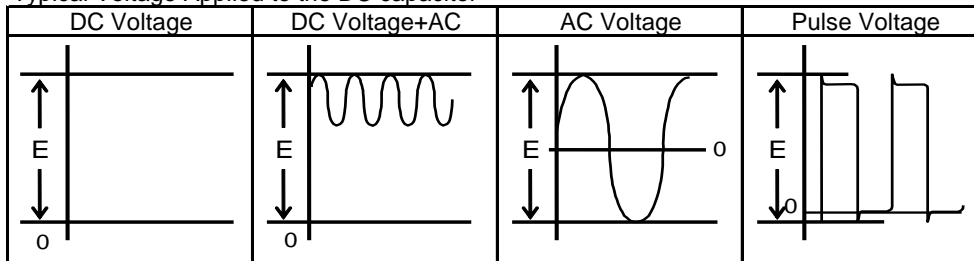 Typical Voltage Applied to the DC capacitor
DC Voltage
DC Voltage+AC
AC Voltage
Pulse Voltage
E
0
E
0
E
0
E
0